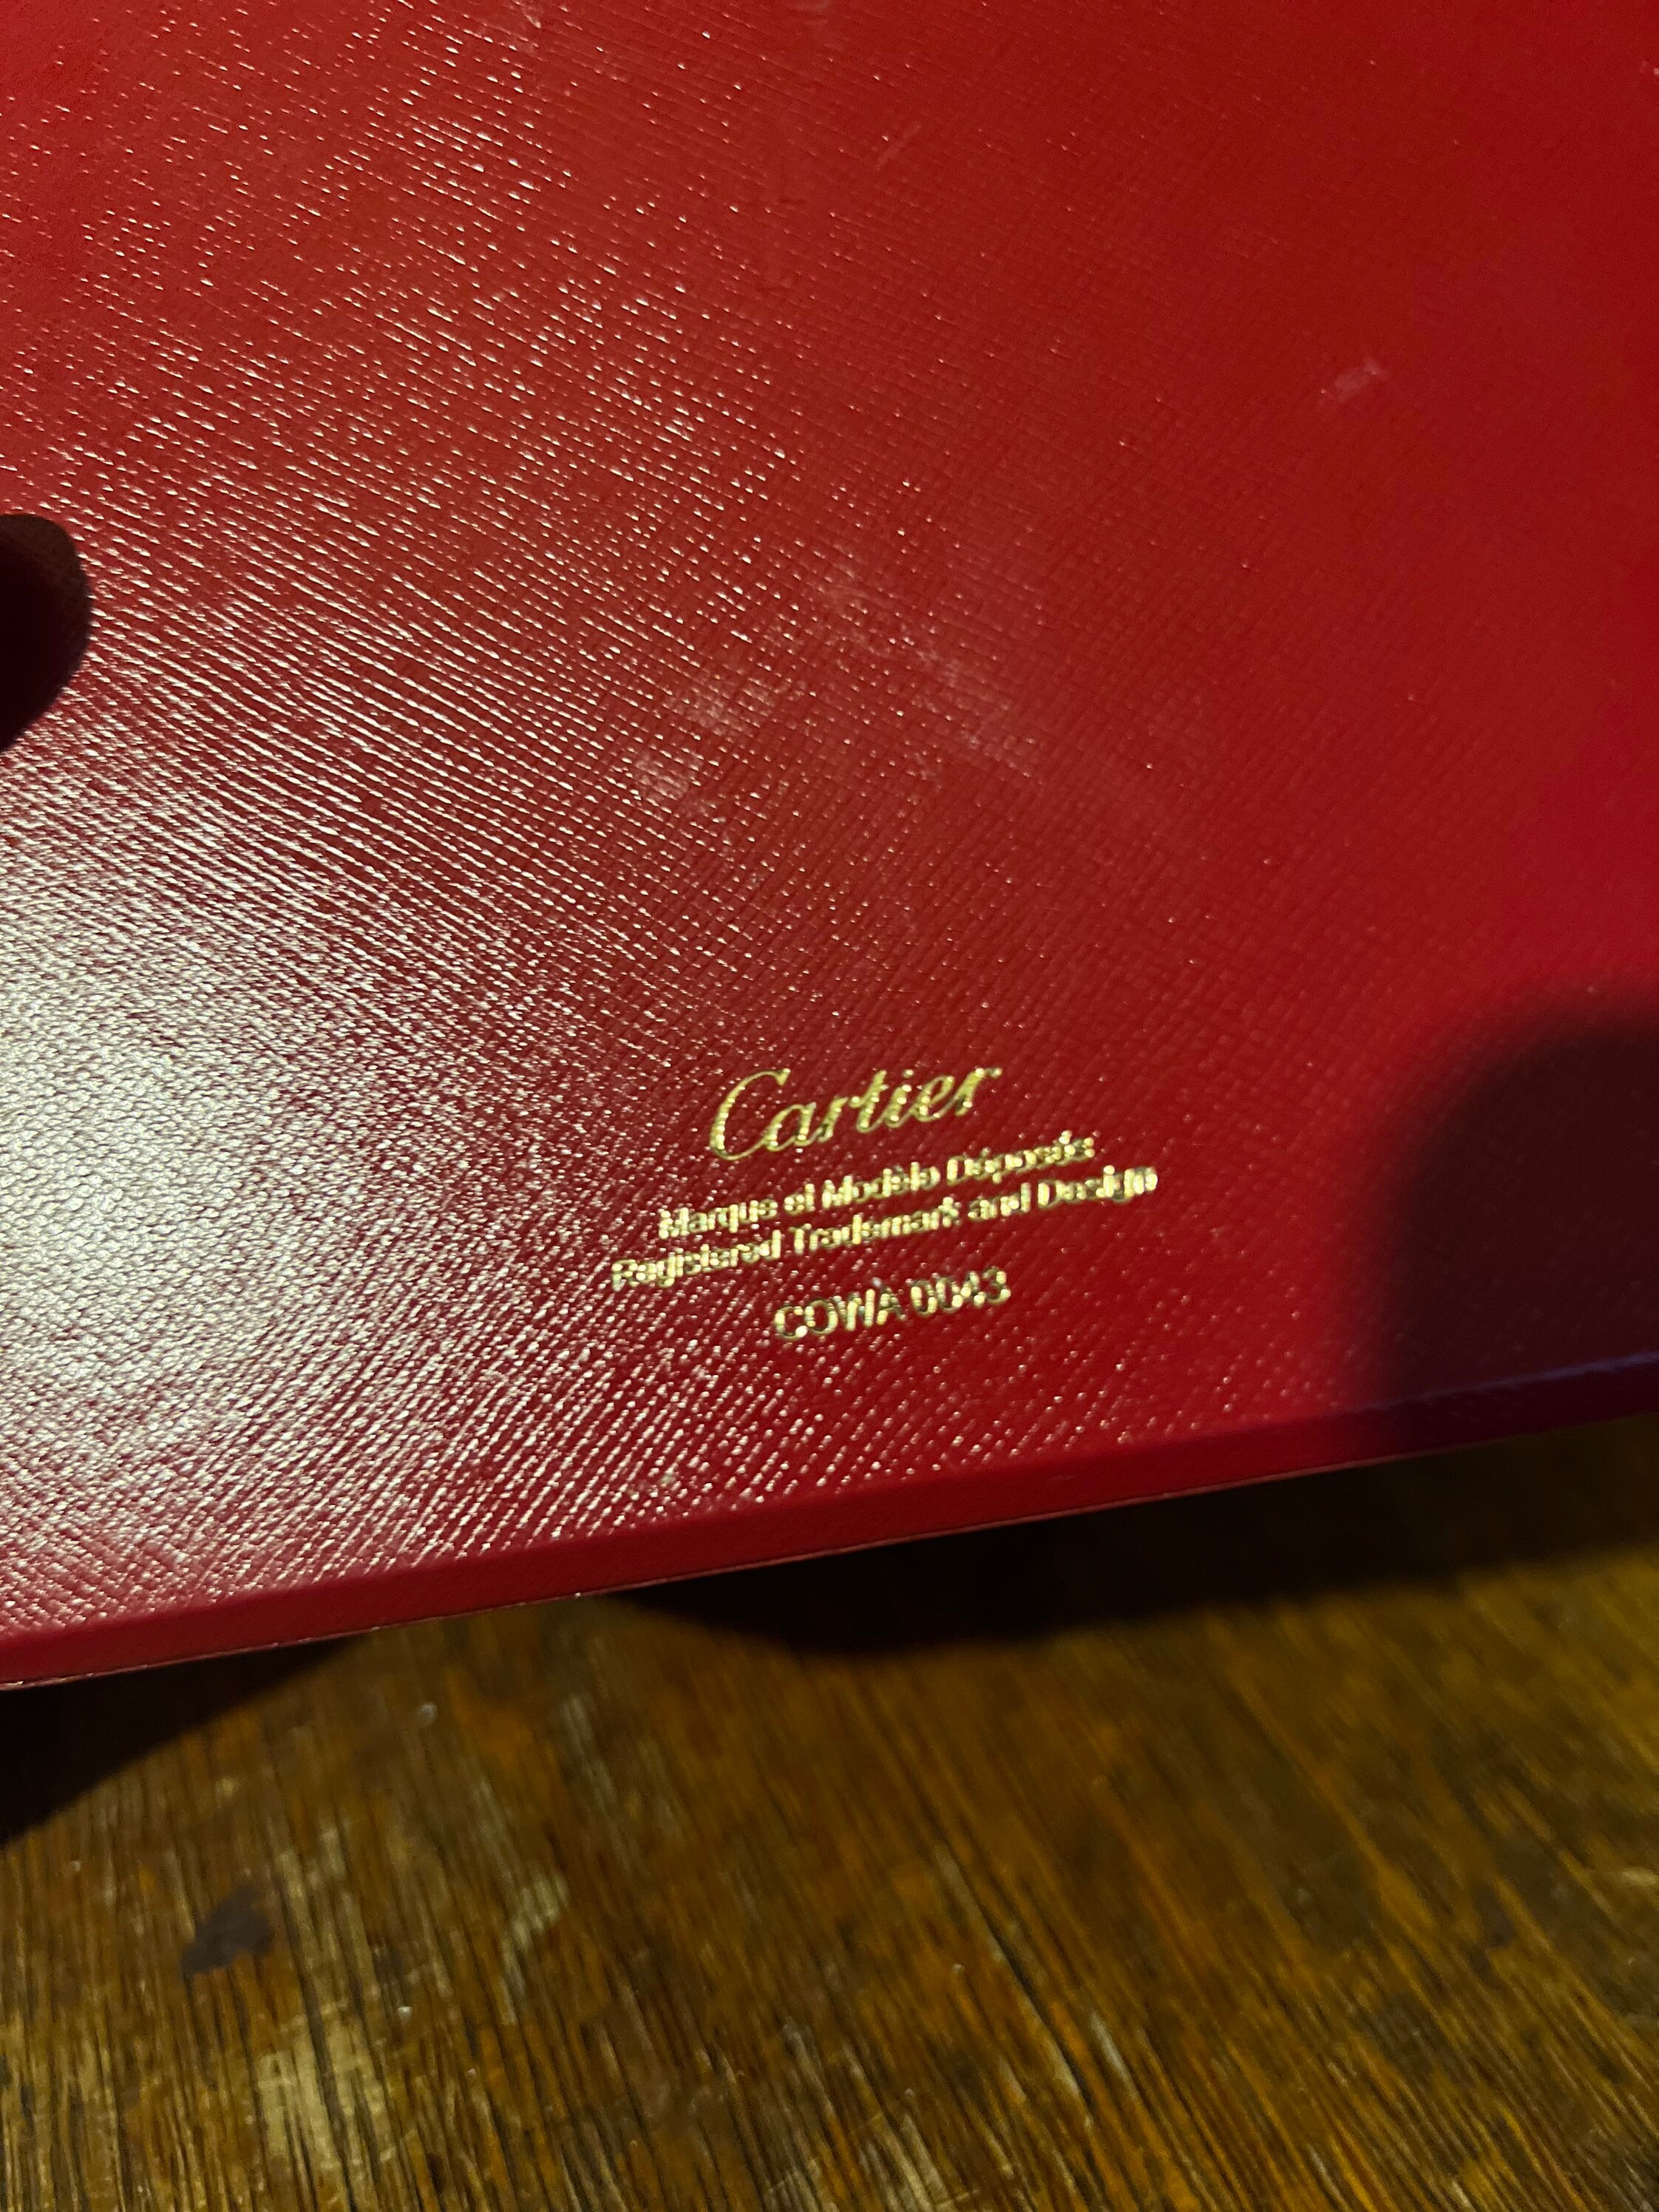 Cartier
Marque et Modèle Déposés
Registered Trademark and Design
COWA 0043